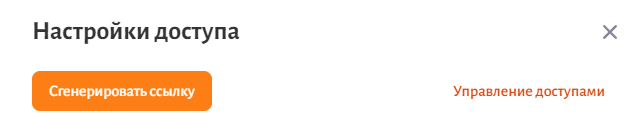 Настройки доступа
Сгенерировать ссылку
Управление доступами